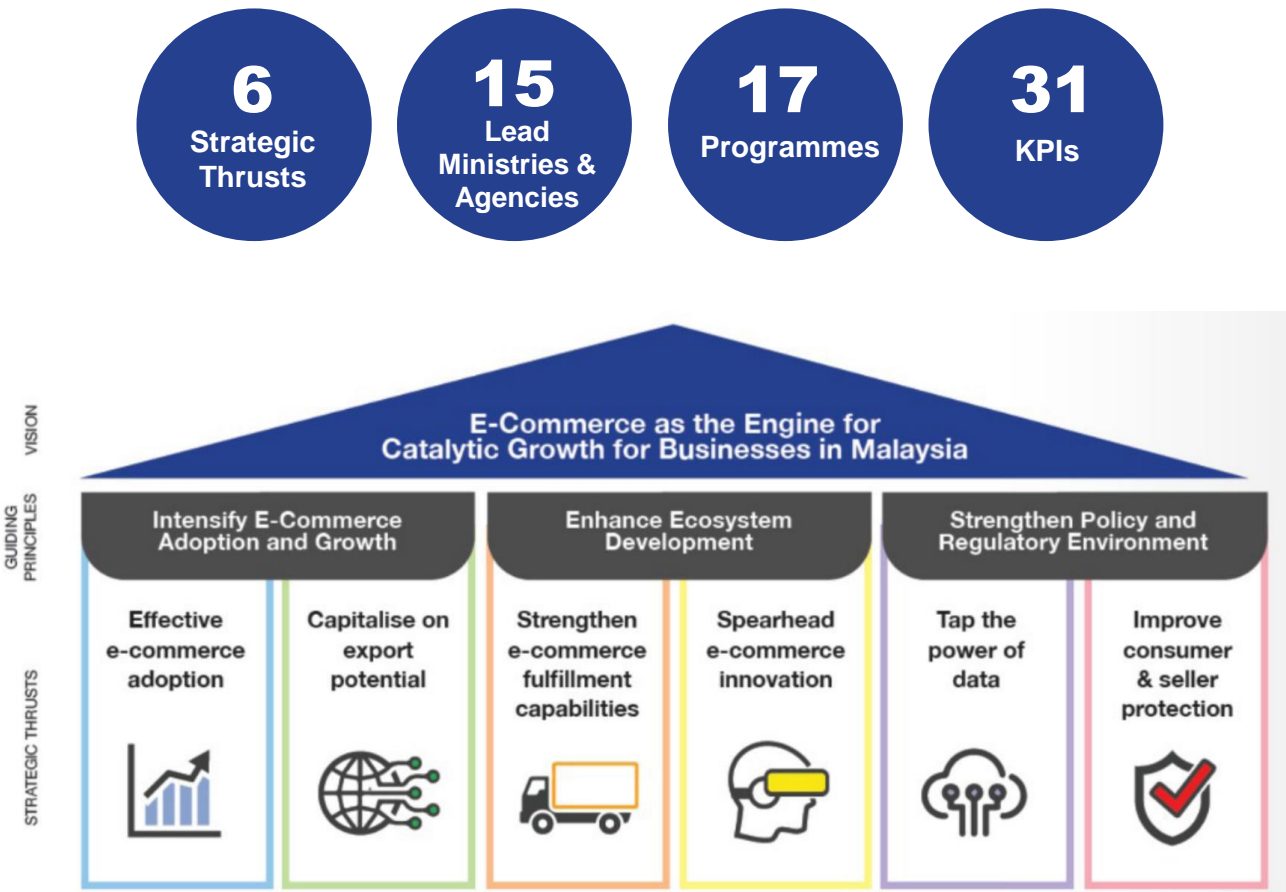 6
Strategic
Thrusts
15
Lead
Ministries &
Agencies
17
Programmes
31
KPIs
VISION
E-Commerce as the Engine for
Catalytic Growth for Businesses in Malaysia
GUIDING
PRINCIPLES
Intensify E-Commerce
Adoption and Growth
Enhance Ecosystem
Development
Strengthen Policy and
Regulatory Environment
STRATEGIC THRUSTS
Effective
e-commerce
adoption
Capitalise on
export
potential
Strengthen
e-commerce
fulfillment
capabilities
Spearhead
e-commerce
innovation
Tap the
power of
data
Improve
consumer
& seller
protection